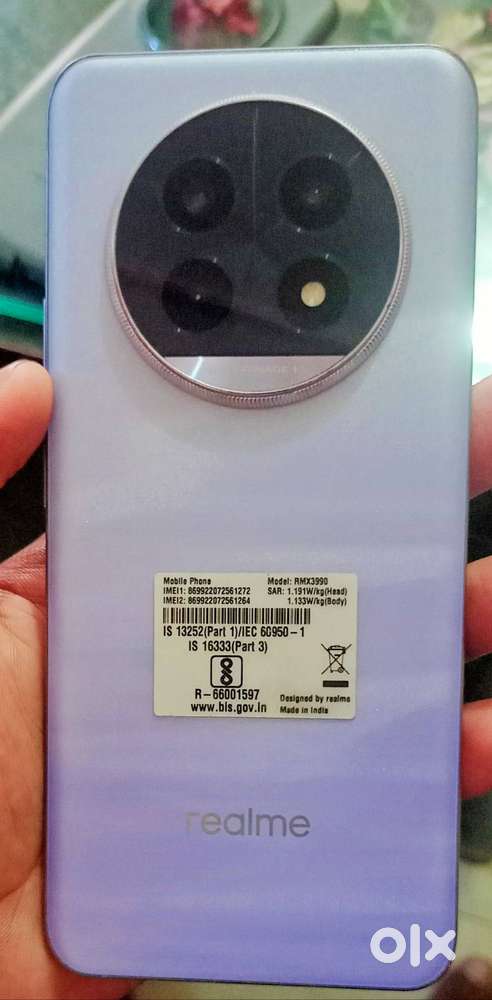 Mobile Phone
Model: RMX3990
IMEI1: 869922072561272
SAR: 1.191W/kg(Head)
IMEI2: 869922072561264
1.133W/kg(Body)
IS 13252(Part 1)/IEC 60950-1
IS 16333(Part 3)
R-66001597
www.bis.gov.in
Designed by realme
Made in India
realme
olx